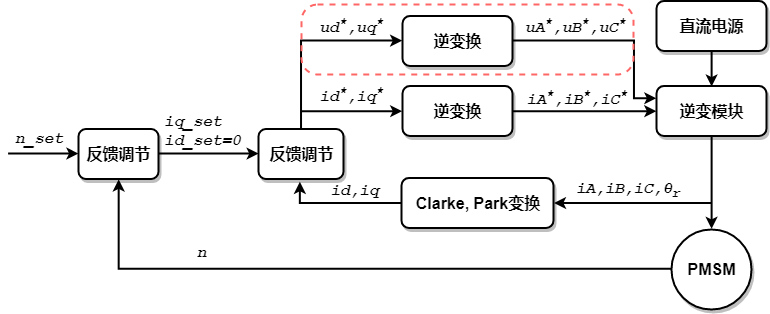 ud*,uq*
逆变换
uA*,uB*,uC*
直流电源
id*,iq*
逆变换
iA*,iB*,iC*
逆变模块
n_set
反馈调节
iq_set
id_set=0
反馈调节
id,iq
Clarke, Park变换
iA,iB,iC,θr
n
PMSM